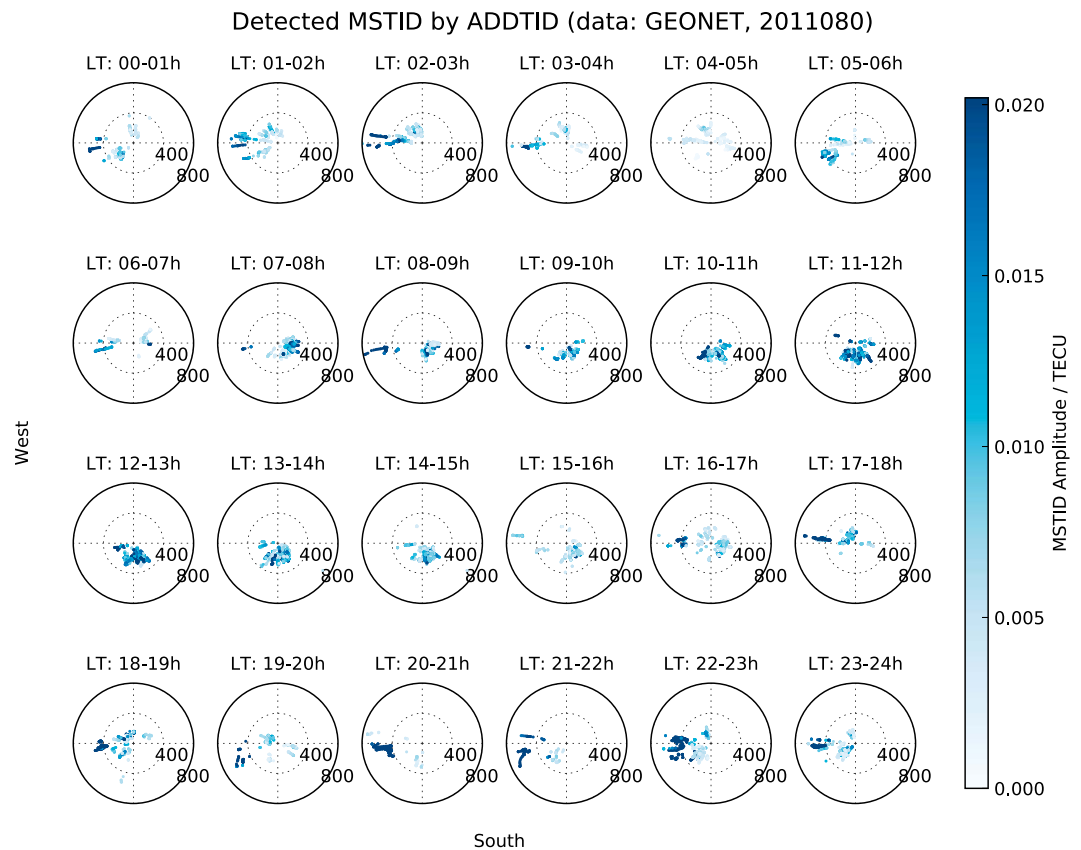 Detected MSTID by ADDTID (data: GEONET, 2011080)
LT: 00-01h LT: 01-02h LT: 02-03h LT: 03-04h LT: 04-05h LT: 05-06h
400 400 400 400 400 400
800 800 800 800 800 800
LT: 06-07h LT: 07-08h LT: 08-09h LT: 09-10h LT: 10-11h LT: 11-12h
400 400 400 400 400 400
800 800 800 800 800 800
LT: 12-13h LT: 13-14h LT: 14-15h LT: 15-16h LT: 16-17h LT: 17-18h
400 400 400 400 400 400
800 800 800 800 800 800
LT: 18-19h LT: 19-20h LT: 20-21h LT: 21-22h LT: 22-23h LT: 23-24h
400 400 400 400 400 400
800 800 800 800 800 800
West
South
0.020
0.015
0.010
0.005
0.000
MSTID Amplitude / TECU